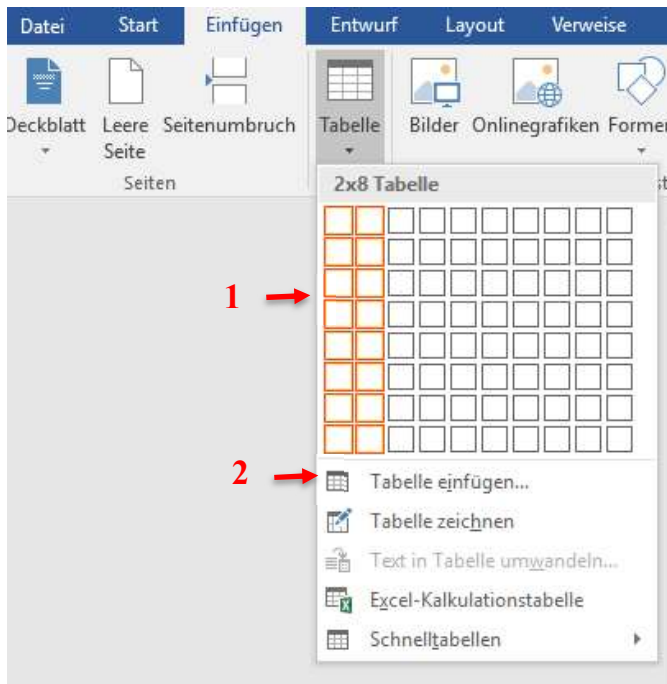 Datei Start Einfügen Entwurf Layout Verweise
Deckblatt Leere Seite Seitenumbruch Tabelle Bilder Onlinegrafiken Former
Seiten
2x8 Tabelle
1
2
Tabelle einfügen...
Tabelle zeichnen
Text in Tabelle umwandeln...
Excel-Kalkulationstabelle
Schnelltabellen